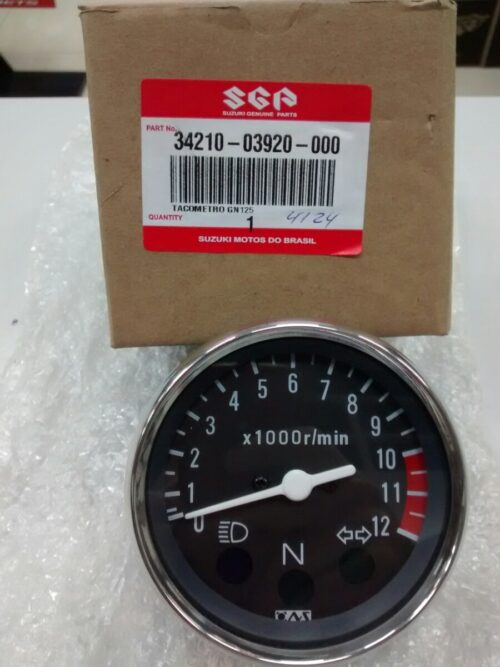 SGP
SUZUKI GENUINE PARTS
PART No.
34210-03920-000
TACOMETRO GN125
QUANTITY
1
4124
SUZUKI MOTOS DO BRASIL
0
1
2
3
4
5
6
7
8
9
10
11
12
x1000r/min
N